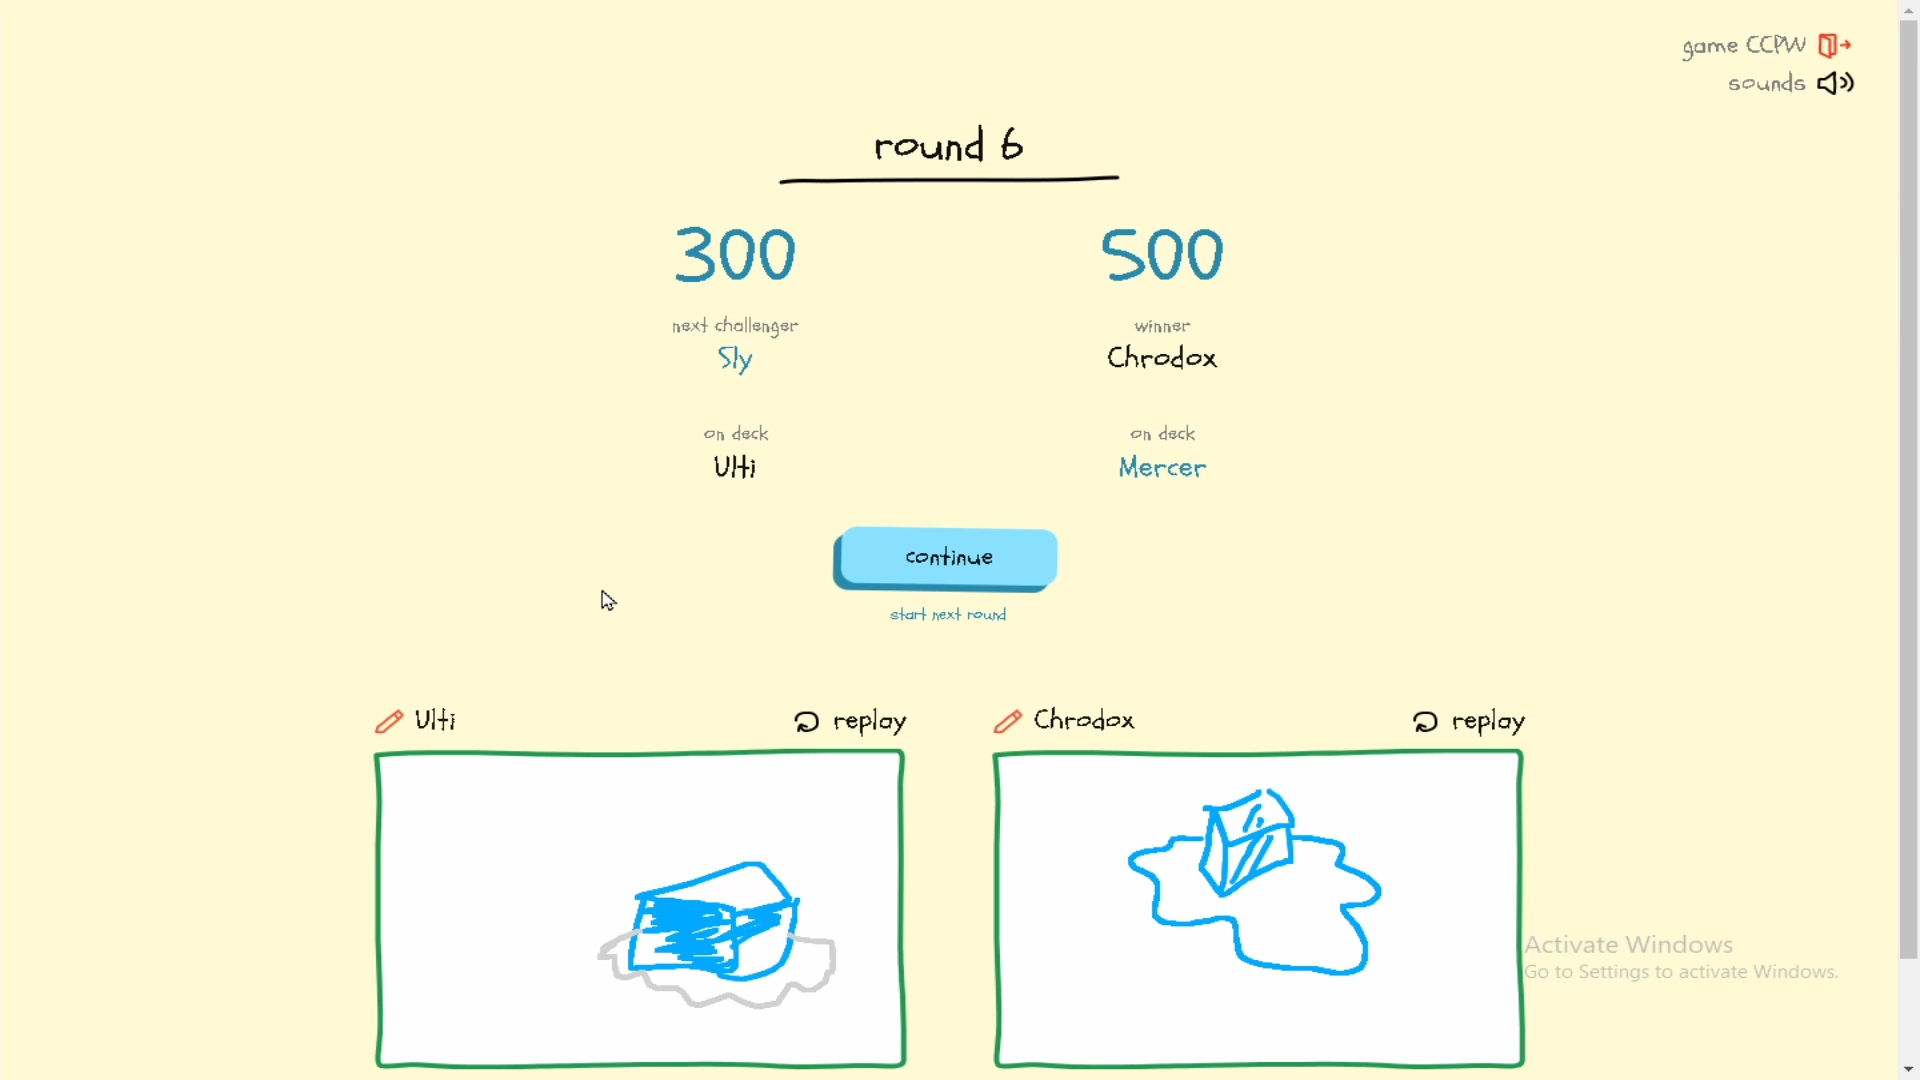 game CCPW
sounds
round 6
300
500
next challenger
winner
Sly
Chrodox
on deck
on deck
Ulti
Mercer
continue
start next round
Ulti
replay
Chrodox
replay
Activate Windows
Go to Settings to activate Windows.